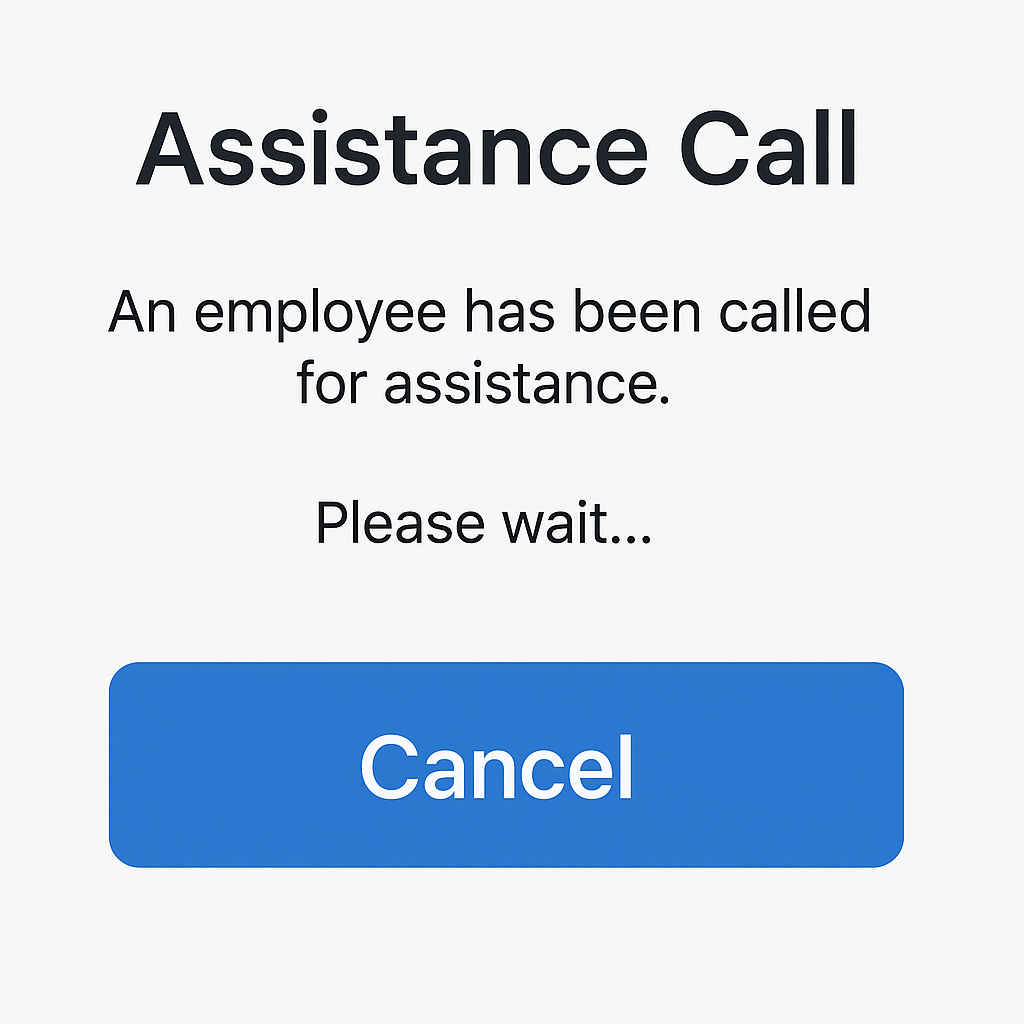 Assistance Call
An employee has been called
for assistance.
Please wait...
Cancel